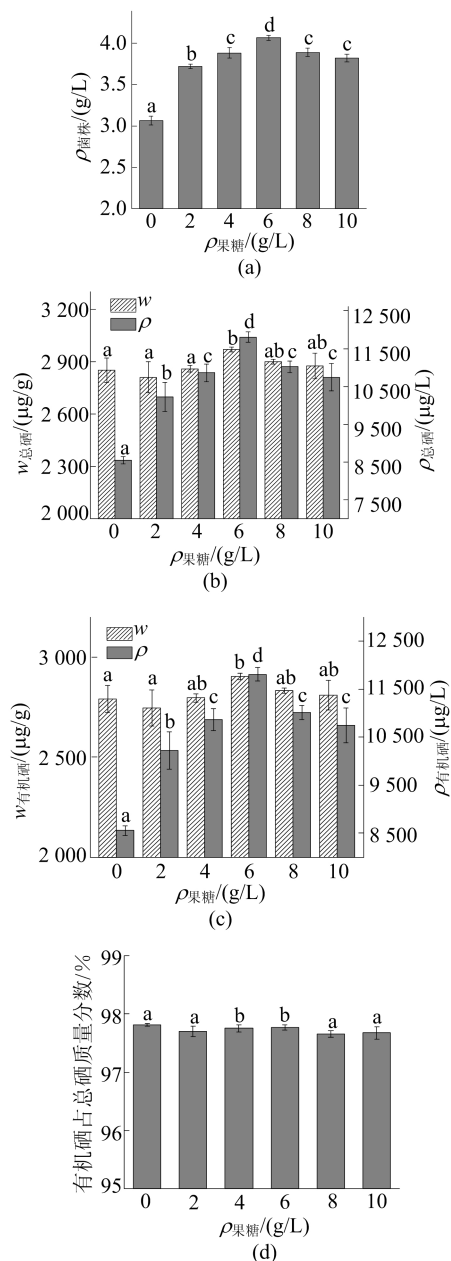 4.0
3.5
3.0
2.5
2.0
ρ菌株/(g/L)
a b c d c c
0 2 4 6 8 10
ρ果糖/(g/L)
(a)
3 200
2 900
2 600
2 300
2 000
w总硒/(μg/g)
w
ρ
a a a b ab ab
a b c d c c
12 500
11 500
10 500
9 500
8 500
7 500
ρ总硒/(μg/L)
0 2 4 6 8 10
ρ果糖/(g/L)
(b)
3 000
2 500
2 000
w有机硒/(μg/g)
w
ρ
a a ab b ab ab
a b c d c c
12 500
11 500
10 500
9 500
8 500
ρ有机硒/(μg/L)
0 2 4 6 8 10
ρ果糖/(g/L)
(c)
99
98
97
96
95
有机硒占总硒质量分数/%
a a b b a a
0 2 4 6 8 10
ρ果糖/(g/L)
(d)